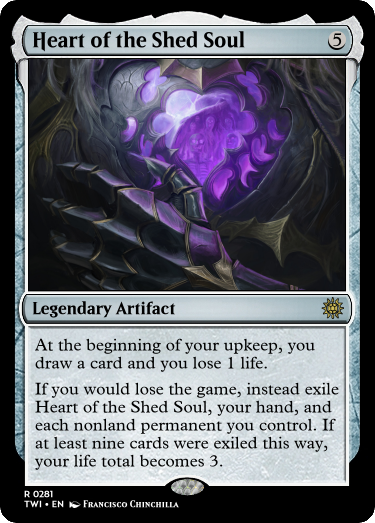 Heart of the Shed Soul 5
Legendary Artifact
At the beginning of your upkeep, you
draw a card and you lose 1 life.
If you would lose the game, instead exile
Heart of the Shed Soul, your hand, and
each nonland permanent you control. If
at least nine cards were exiled this way,
your life total becomes 3.
R 0281
TWI • EN Francisco Chinchilla